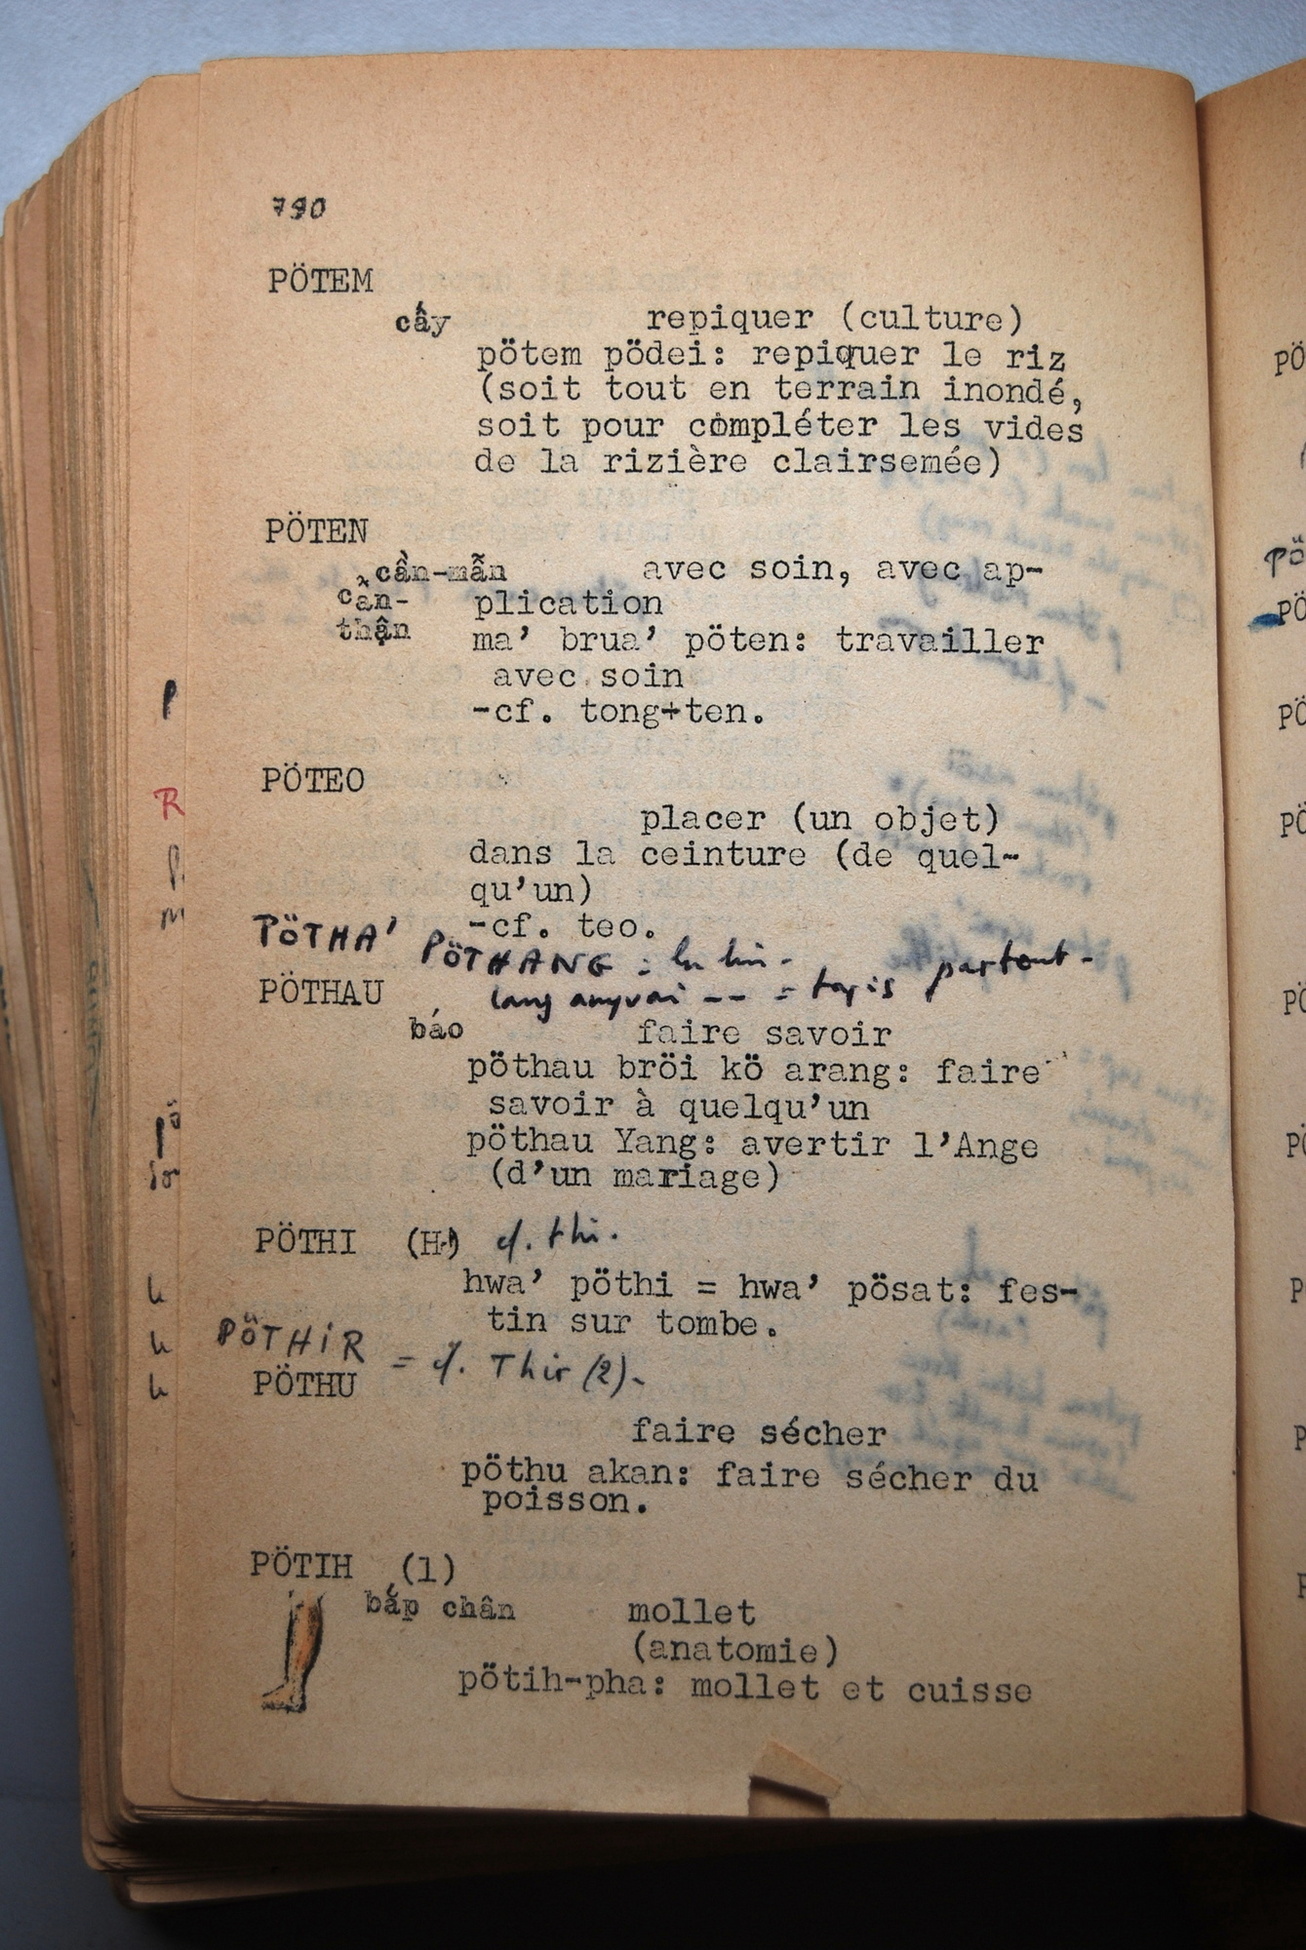 790
PÖTEM
cấy repiquer (culture)
pötem pödei: repiquer le riz
(soit tout en terrain inondé,
soit pour compléter les vides
de la rizière clairsemée)
PÖTEN
cần-mẫn avec soin, avec ap-
cẩn- plication
thận
ma' brua' pöten: travailler
avec soin
-cf. tong+ten.
PÖTEO
placer (un objet)
dans la ceinture (de quel-
qu'un)
-cf. teo.
PÖTHA' PÖTHANG :
partout -
PÖTHAU
báo faire savoir
pöthau bröi kö arang: faire
savoir à quelqu'un
pöthau Yang: avertir l'Ange
(d'un mariage)
PÖTHI (H.) cf. thi.
hwa' pöthi = hwa' pösat: fes-
tin sur tombe.
PÖTHIR = cf. Thir (2).
PÖTHU
faire sécher
pöthu akan: faire sécher du
poisson.
PÖTIH (1)
bắp chân mollet
(anatomie)
pötih-pha: mollet et cuisse